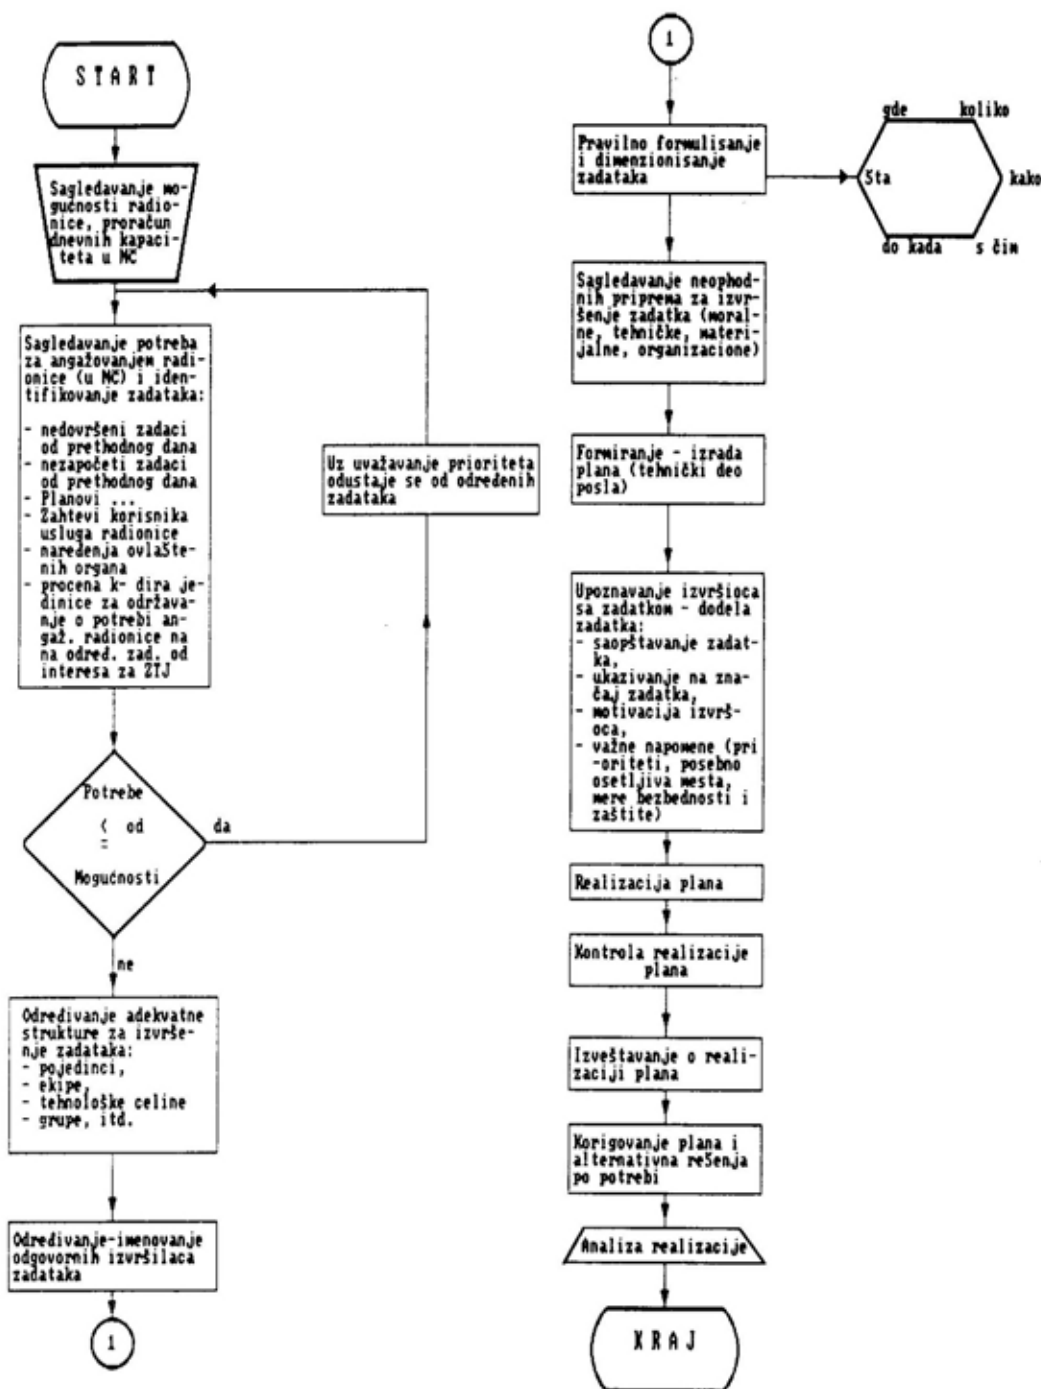 START
Sagledavanje mo-
gućnosti radio-
nice, proračun
dnevnih kapaci-
teta u NČ
Sagledavanje potreba
za angažovanjem radi-
onice (u NČ) i iden-
tifikovanje zadataka:
- nedovršeni zadaci
od prethodnog dana
- nezapočeti zadaci
od prethodnog dana
- Planovi ...
- Zahtevi korisnika
usluga radionice
- naređenja ovlašte-
nih organa
- procena k- dira je-
dinice za održava-
nje o potrebi an-
gaž. radionice na
na odred. zad. od
interesa za ZTJ
Uz uvažavanje prioriteta
odustaje se od određenih
zadataka
Potrebe
≤ od
Mogućnosti
da
ne
Određivanje adekvatne
strukture za izvrše-
nje zadataka:
- pojedinci,
- ekipe,
- tehnološke celine
- grupe, itd.
Određivanje-imenovanje
odgovornih izvršilaca
zadataka
1
1
Pravilno formulisanje
i dimenzionisanje
zadataka
gde
koliko
Sta
kako
do kada
s čim
Sagledavanje neophod-
nih priprema za izvr-
šenje zadatka (moral-
ne, tehničke, materi-
jalne, organizacione)
Formiranje - izrada
plana (tehnički deo
posla)
Upoznavanje izvršioca
sa zadatkom - dodela
zadatka:
- saopštavanje zadat-
ka,
- ukazivanje na zna-
čaj zadatka,
- motivacija izvrš-
oca,
- važne napomene (pri
-oriteti, posebno
osetljiva mesta,
mere bezbednosti i
zaštite)
Realizacija plana
Kontrola realizacije
plana
Izveštavanje o reali-
zaciji plana
Korigovanje plana i
alternativna rešenja
po potrebi
Analiza realizacije
KRAJ